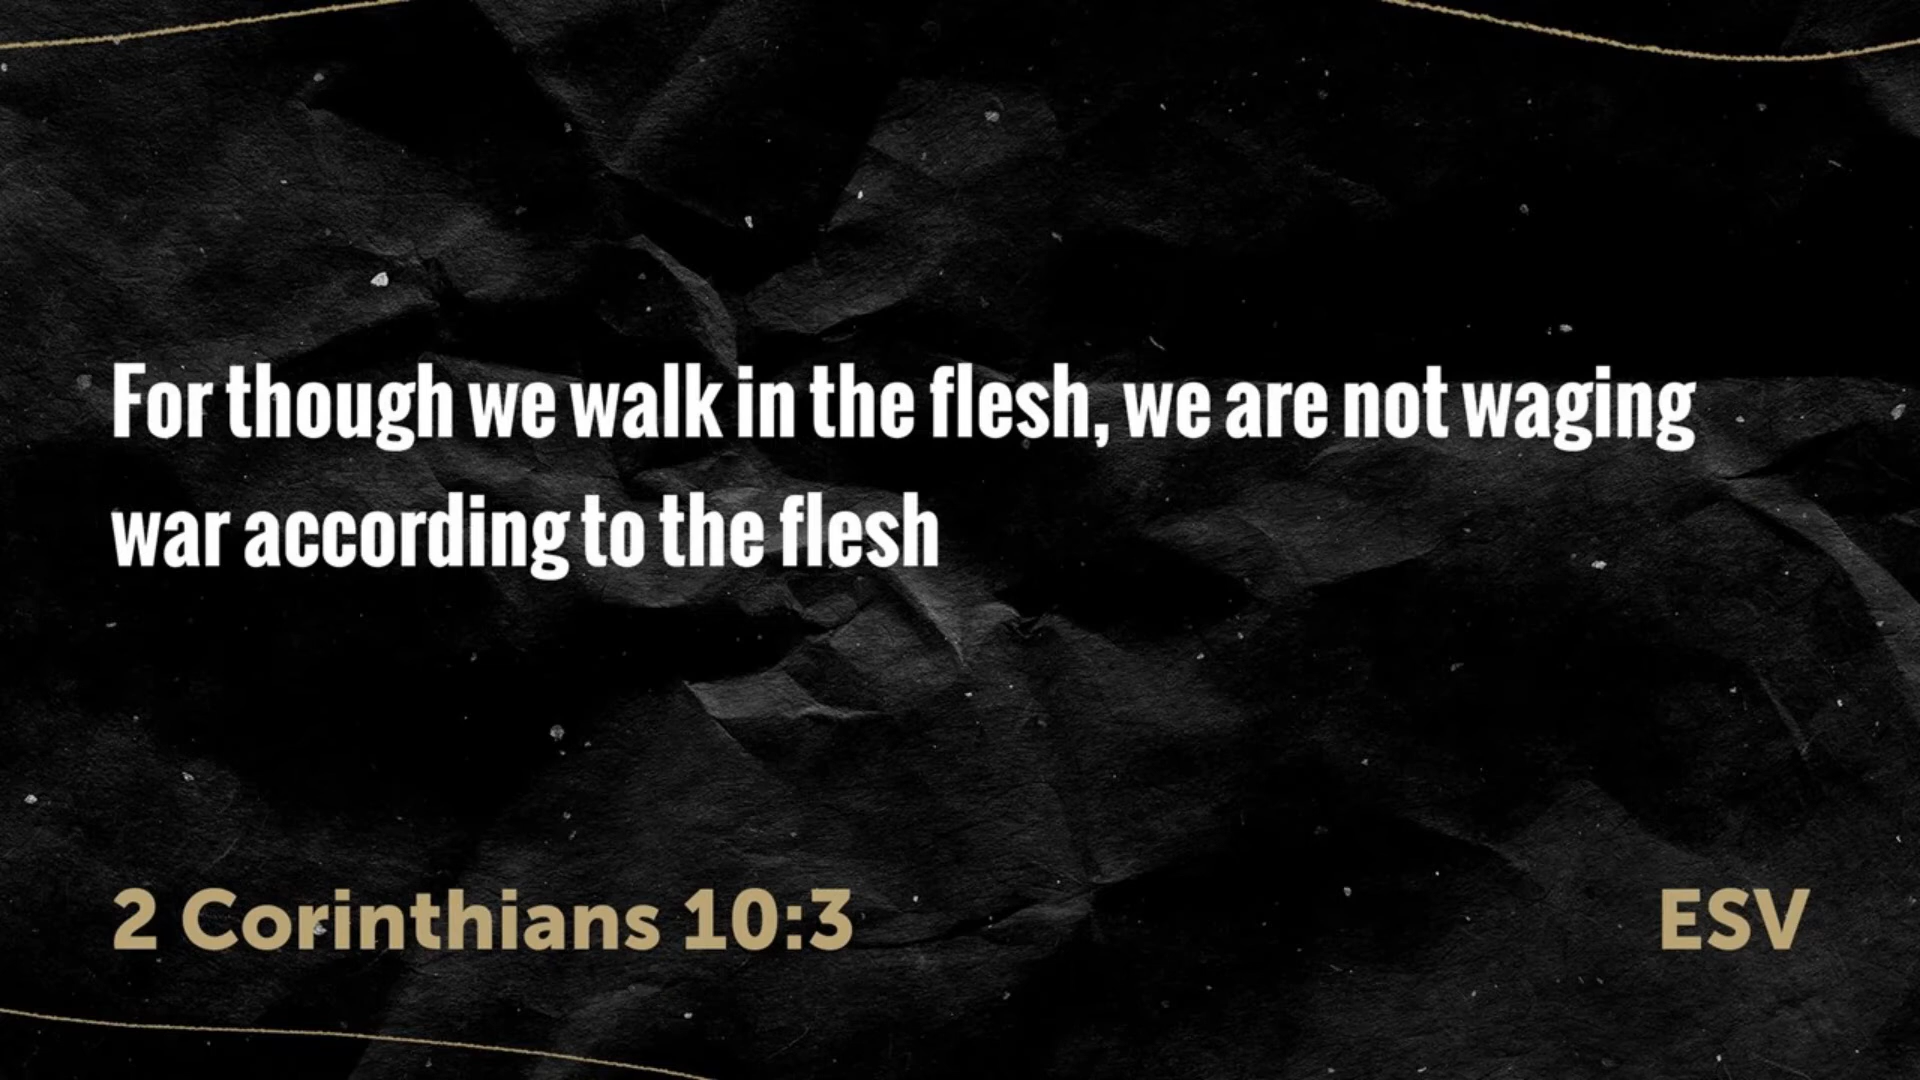 For though we walk in the flesh, we are not waging
war according to the flesh
2 Corinthians 10:3
ESV